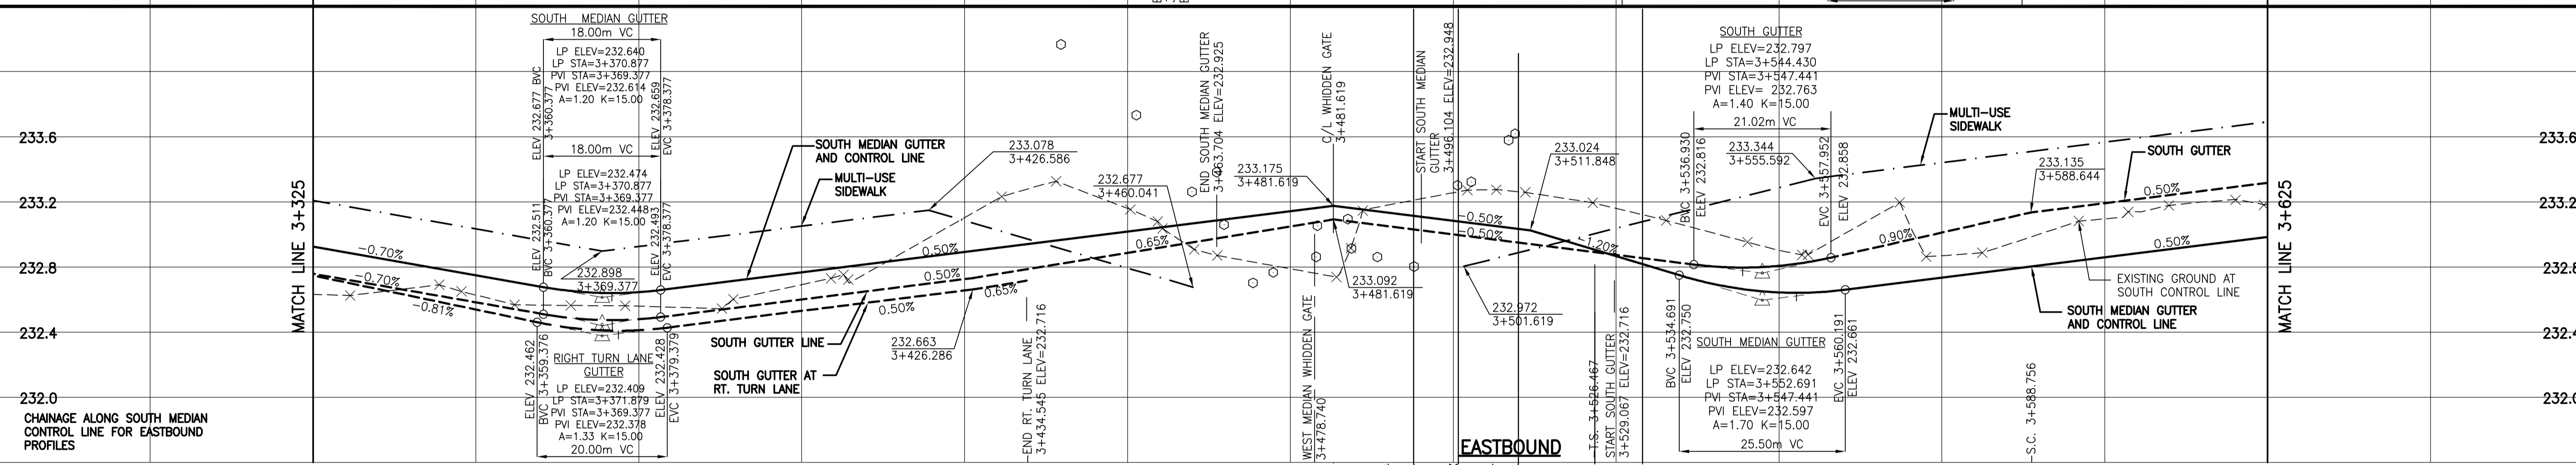 SOUTH MEDIAN GUTTER
18.00m VC
LP ELEV=232.640
LP STA=3+370.877
PVI STA=3+369.377
PVI ELEV=232.614
A=1.20 K=15.00
ELEV 232.677 BVC
3+360.377
ELEV 232.659
EVC 3+378.377
18.00m VC
LP ELEV=232.474
LP STA=3+370.877
PVI STA=3+369.377
PVI ELEV=232.448
A=1.20 K=15.00
ELEV 232.511
BVC 3+360.377
ELEV 232.493
EVC 3+378.377
233.6
233.2
232.8
232.4
232.0
MATCH LINE 3+325
-0.70%
-0.70%
-0.81%
232.898
3+369.377
ELEV 232.462
BVC 3+359.376
RIGHT TURN LANE
GUTTER
LP ELEV=232.409
LP STA=3+371.879
PVI STA=3+369.377
PVI ELEV=232.378
A=1.33 K=15.00
20.00m VC
ELEV 232.428
EVC 3+379.379
CHAINAGE ALONG SOUTH MEDIAN
CONTROL LINE FOR EASTBOUND
PROFILES
SOUTH MEDIAN GUTTER
AND CONTROL LINE
MULTI-USE
SIDEWALK
SOUTH GUTTER LINE
SOUTH GUTTER AT
RT. TURN LANE
0.50%
0.50%
0.50%
0.65%
0.65%
233.078
3+426.586
232.663
3+426.286
END RT. TURN LANE
3+434.545 ELEV=232.716
232.677
3+460.041
END SOUTH MEDIAN GUTTER
3+463.704 ELEV=232.925
233.175
3+481.619
C/L WHIDDEN GATE
3+481.619
233.092
3+481.619
WEST MEDIAN WHIDDEN GATE
3+478.740
START SOUTH MEDIAN
GUTTER
3+496.104 ELEV=232.948
-0.50%
-0.50%
-1.20%
233.024
3+511.848
232.972
3+501.619
EASTBOUND
T.S. 3+526.467
START SOUTH GUTTER
3+529.067 ELEV=232.716
SOUTH GUTTER
LP ELEV=232.797
LP STA=3+544.430
PVI STA=3+547.441
PVI ELEV= 232.763
A=1.40 K=15.00
21.02m VC
BVC 3+536.930
ELEV 232.816
233.344
3+555.592
EVC 3+557.952
ELEV 232.858
BVC 3+534.691
ELEV 232.750
SOUTH MEDIAN GUTTER
LP ELEV=232.642
LP STA=3+552.691
PVI STA=3+547.441
PVI ELEV=232.597
A=1.70 K=15.00
25.50m VC
EVC 3+560.191
ELEV 232.661
0.90%
MULTI-USE
SIDEWALK
233.135
3+588.644
SOUTH GUTTER
0.50%
0.50%
EXISTING GROUND AT
SOUTH CONTROL LINE
SOUTH MEDIAN GUTTER
AND CONTROL LINE
S.C. 3+588.756
MATCH LINE 3+625